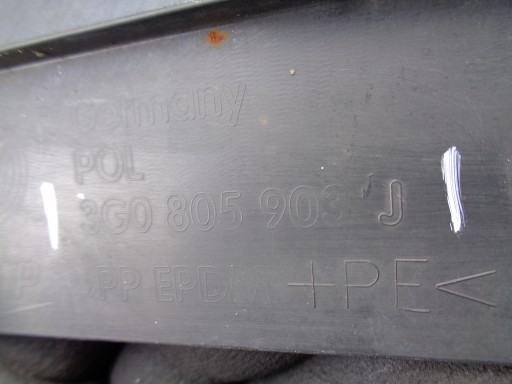 Germany
POL
3G0 805 903 J
>PP EPDM +PE<